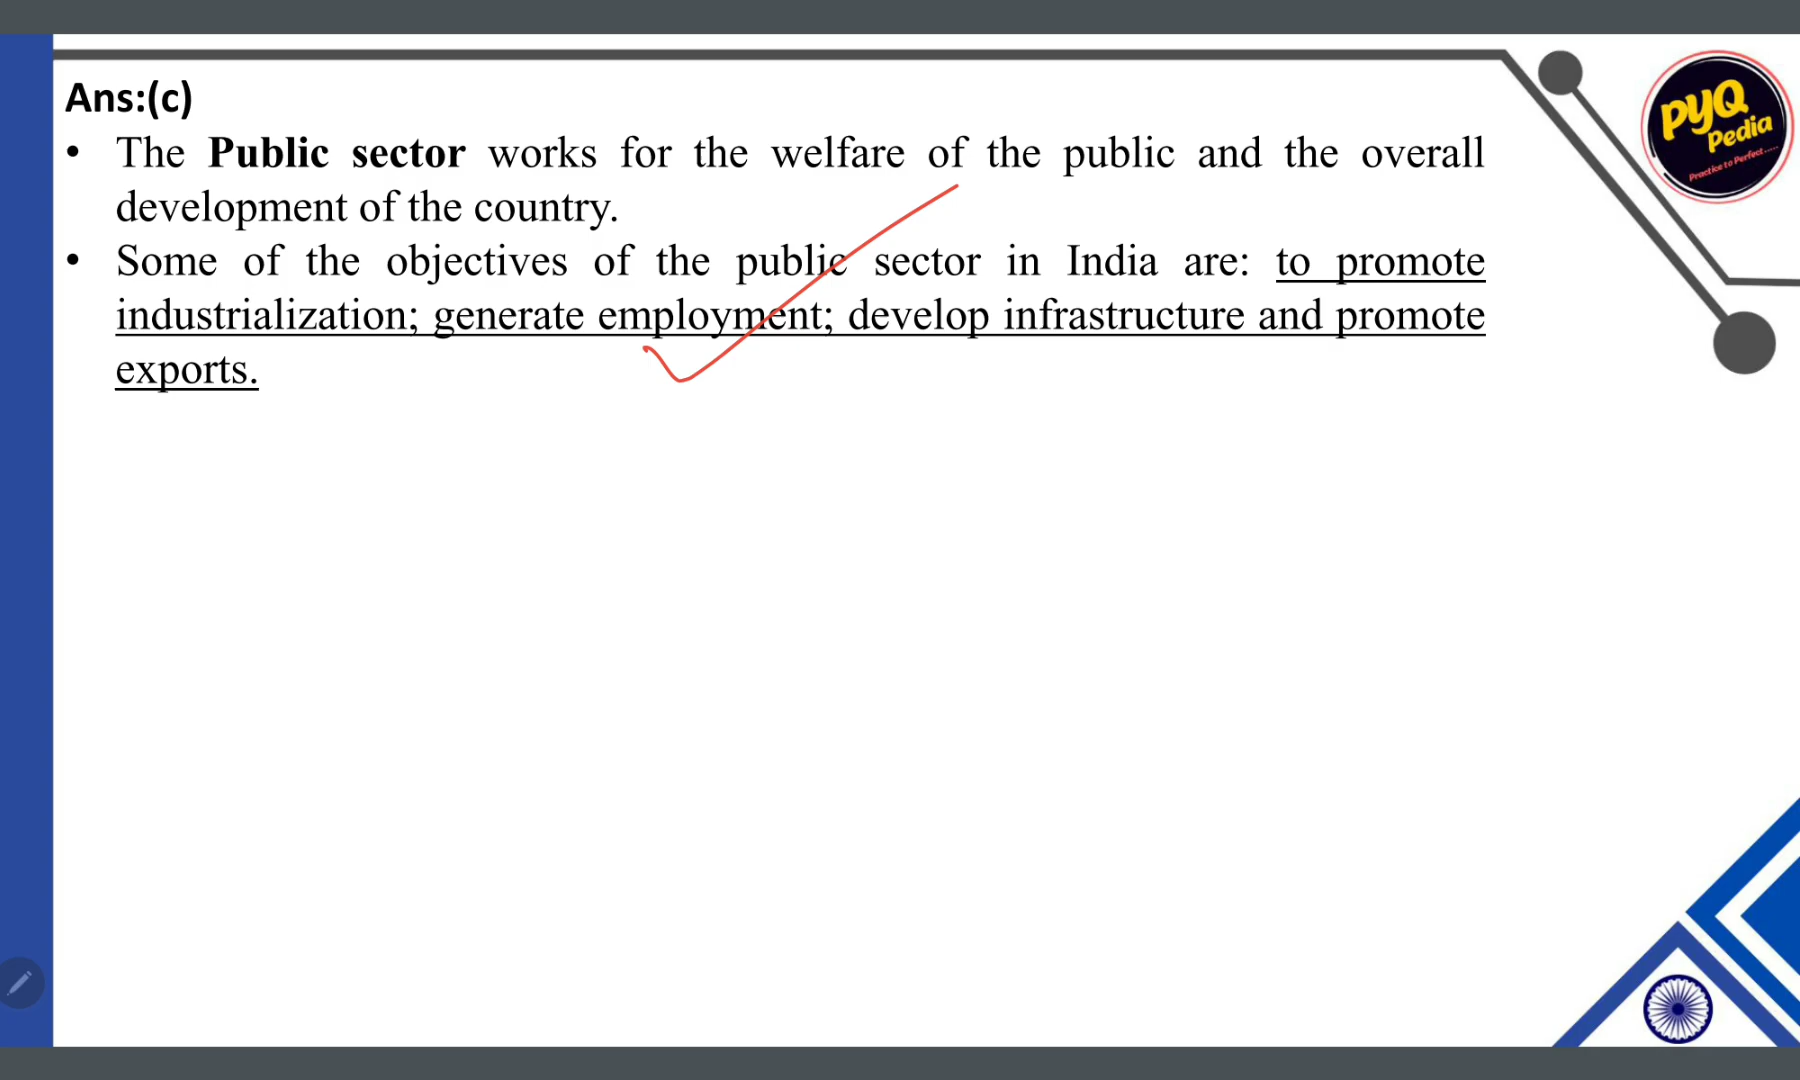 Ans:(c)
• The Public sector works for the welfare of the public and the overall
development of the country.
• Some of the objectives of the public sector in India are: to promote
industrialization; generate employment; develop infrastructure and promote
exports.
PYQ
Pedia
Practice to Perfect.....